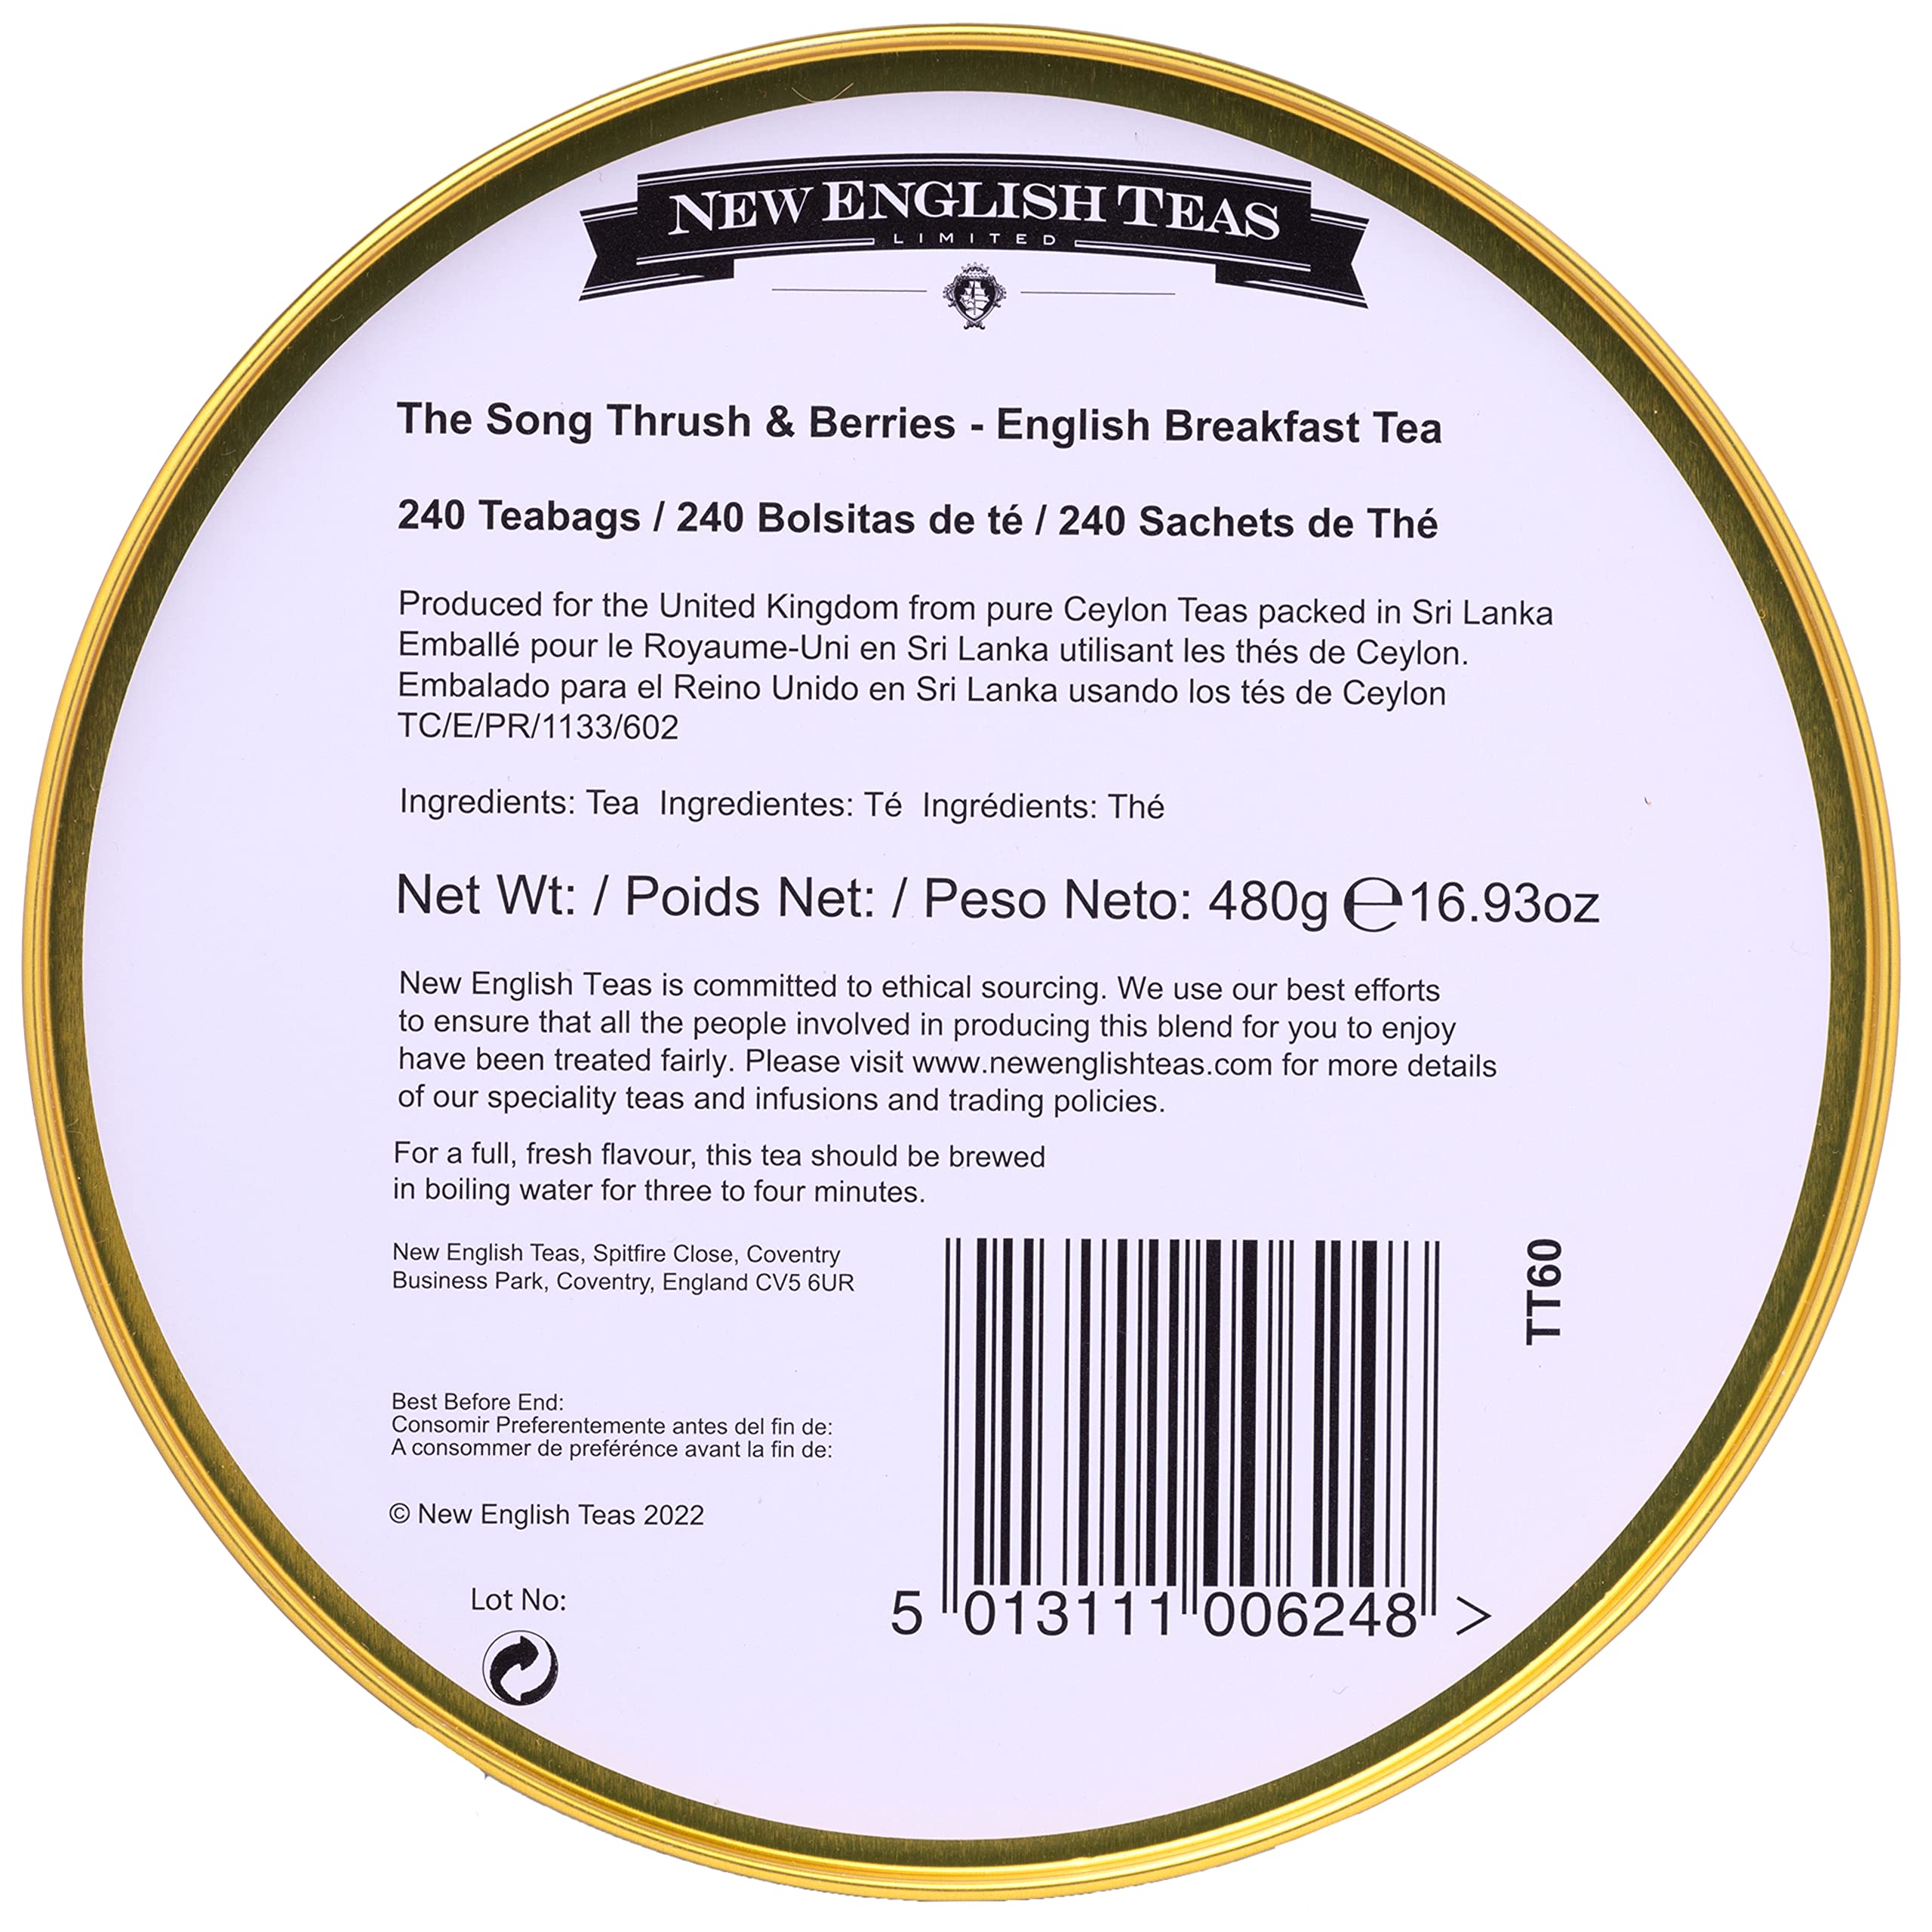 NEW ENGLISH TEAS
LIMITED
The Song Thrush & Berries - English Breakfast Tea
240 Teabags / 240 Bolsitas de té / 240 Sachets de Thé
Produced for the United Kingdom from pure Ceylon Teas packed in Sri Lanka
Emballé pour le Royaume-Uni en Sri Lanka utilisant les thés de Ceylon.
Embalado para el Reino Unido en Sri Lanka usando los tés de Ceylon
TC/E/PR/1133/602
Ingredients: Tea  Ingredientes: Té  Ingrédients: Thé
Net Wt: / Poids Net: / Peso Neto: 480g ℮16.93oz
New English Teas is committed to ethical sourcing. We use our best efforts
to ensure that all the people involved in producing this blend for you to enjoy
have been treated fairly. Please visit www.newenglishteas.com for more details
of our speciality teas and infusions and trading policies.
For a full, fresh flavour, this tea should be brewed
in boiling water for three to four minutes.
New English Teas, Spitfire Close, Coventry
Business Park, Coventry, England CV5 6UR
Best Before End:
Consomir Preferentemente antes del fin de:
A consommer de preférénce avant la fin de:
© New English Teas 2022
Lot No:
5 013111 006248 >
TT60